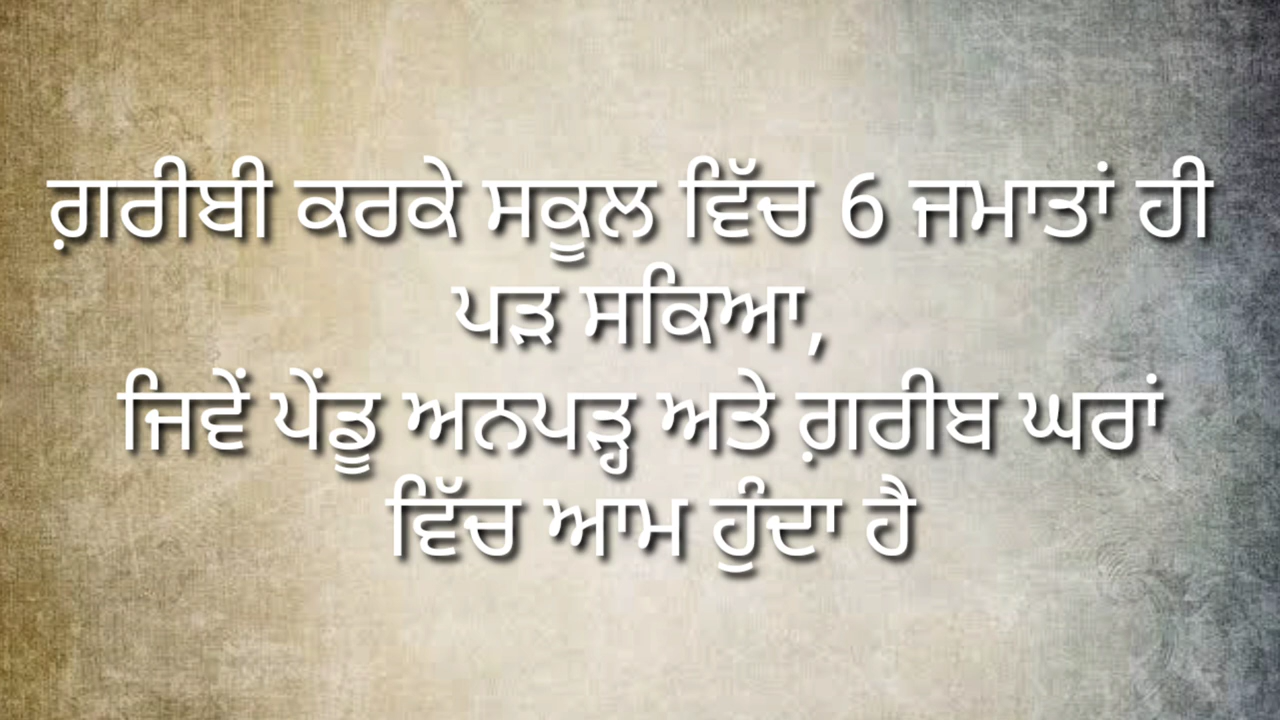 ਗ਼ਰੀਬੀ ਕਰਕੇ ਸਕੂਲ ਵਿੱਚ 6 ਜਮਾਤਾਂ ਹੀ
ਪੜ ਸਕਿਆ,
ਜਿਵੇਂ ਪੇਂਡੂ ਅਨਪੜ੍ਹ ਅਤੇ ਗ਼ਰੀਬ ਘਰਾਂ
ਵਿੱਚ ਆਮ ਹੁੰਦਾ ਹੈ